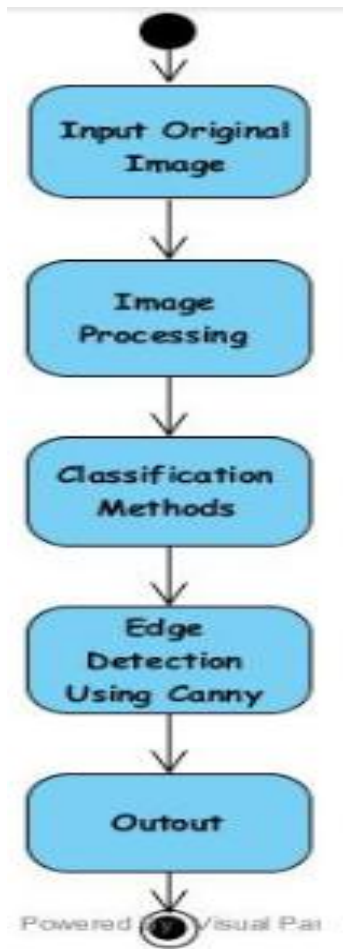 Input Original
Image
Image
Processing
Classification
Methods
Edge
Detection
Using Canny
Outout
Powered Visual Par